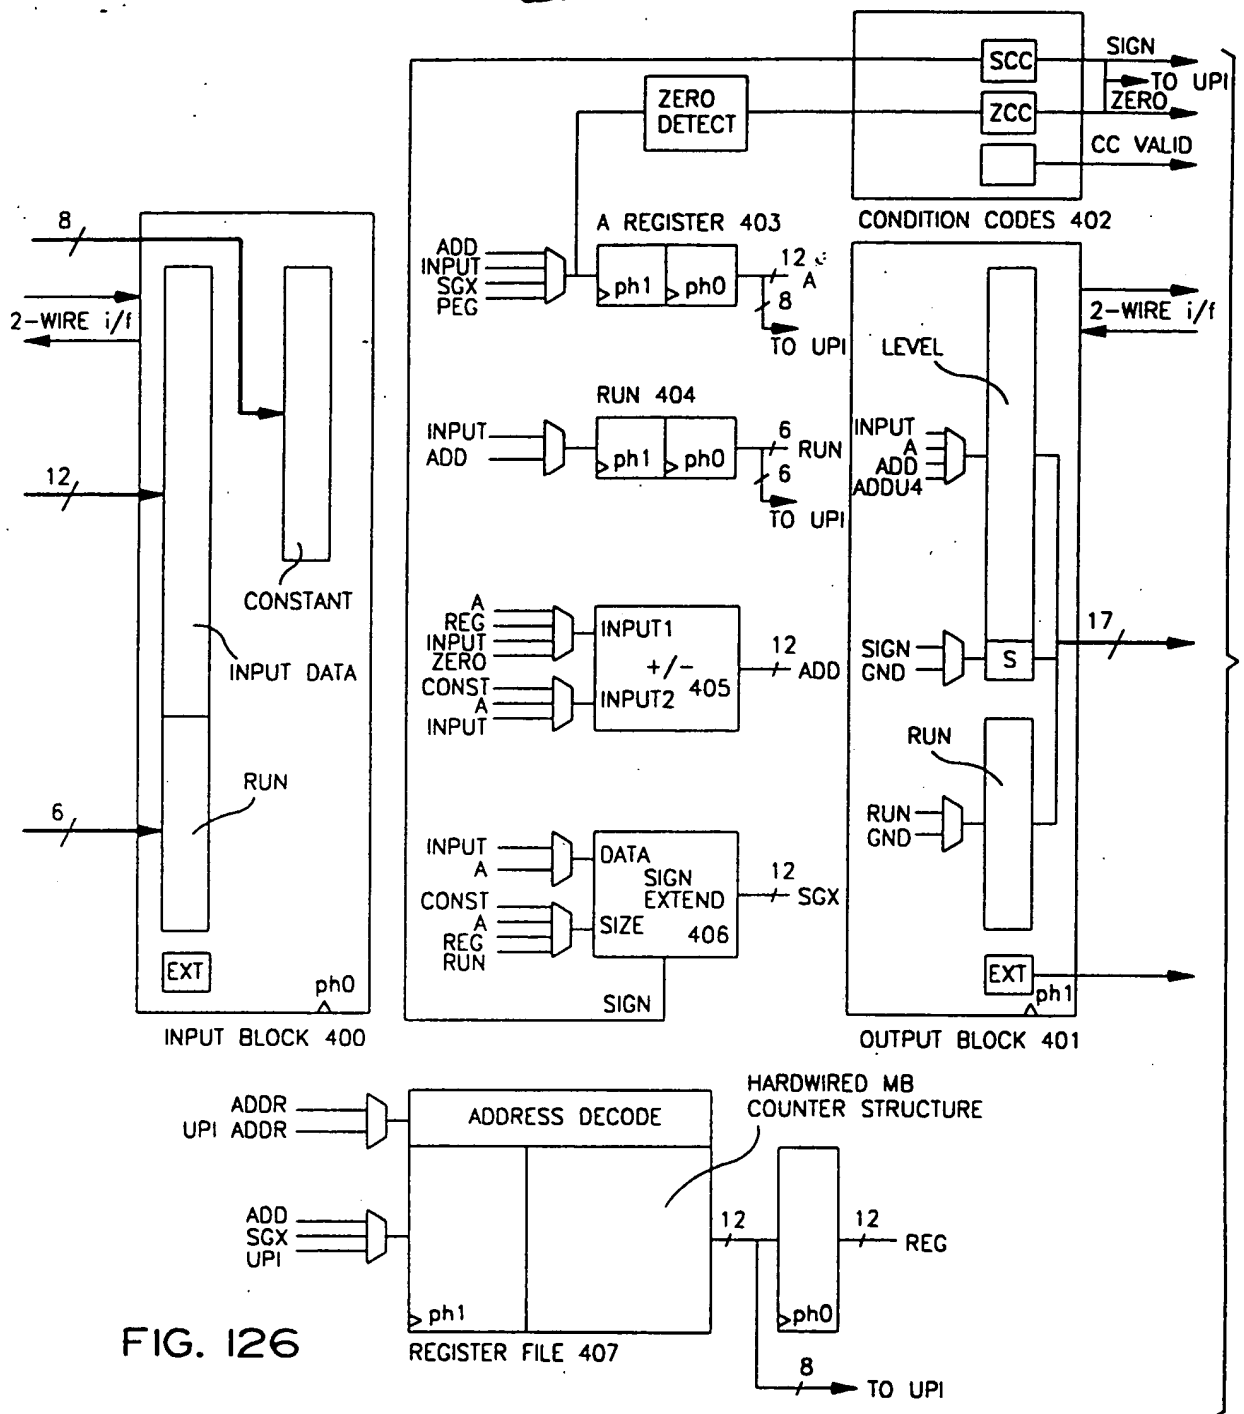 SCC
SIGN
TO UPI
ZERO
DETECT
ZCC
ZERO
CC VALID
CONDITION CODES 402
8
2-WIRE i/f
12
6
CONSTANT
INPUT DATA
RUN
EXT
ph0
INPUT BLOCK 400
A REGISTER 403
ADD
INPUT
SGX
PEG
ph1
ph0
12
A
8
TO UPI
RUN 404
INPUT
ADD
ph1
ph0
6
RUN
6
TO UPI
A
REG
INPUT
ZERO
INPUT1
+/-
405
12
ADD
CONST
A
INPUT
INPUT2
INPUT
A
DATA
SIGN
EXTEND
406
12
SGX
CONST
A
REG
RUN
SIZE
SIGN
2-WIRE i/f
LEVEL
INPUT
A
ADD
ADDU4
SIGN
GND
S
17
RUN
RUN
GND
EXT
ph1
OUTPUT BLOCK 401
HARDWIRED MB
COUNTER STRUCTURE
ADDR
UPI ADDR
ADDRESS DECODE
ADD
SGX
UPI
ph1
12
ph0
12
REG
REGISTER FILE 407
8
TO UPI
FIG. 126